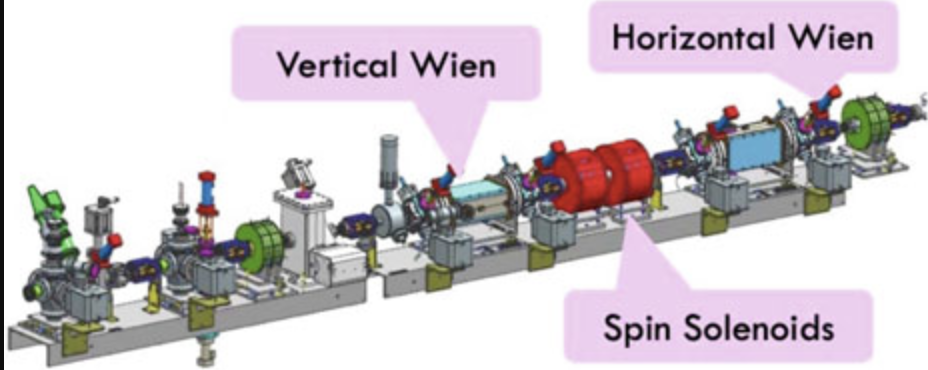 Vertical Wien
Horizontal Wien
Spin Solenoids